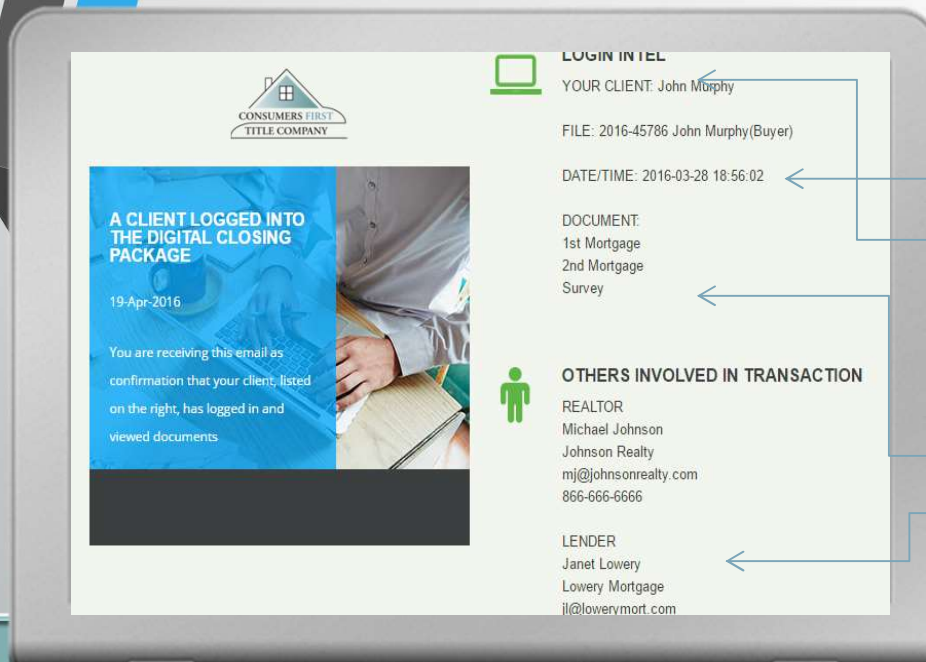 CONSUMERS FIRST
TITLE COMPANY
A CLIENT LOGGED INTO
THE DIGITAL CLOSING
PACKAGE
19-Apr-2016
You are receiving this email as
confirmation that your client, listed
on the right, has logged in and
viewed documents
LOGIN INTEL
YOUR CLIENT: John Murphy
FILE: 2016-45786 John Murphy(Buyer)
DATE/TIME: 2016-03-28 18:56:02
DOCUMENT:
1st Mortgage
2nd Mortgage
Survey
OTHERS INVOLVED IN TRANSACTION
REALTOR
Michael Johnson
Johnson Realty
mj@johnsonrealty.com
866-666-6666
LENDER
Janet Lowery
Lowery Mortgage
jl@lowerymort.com